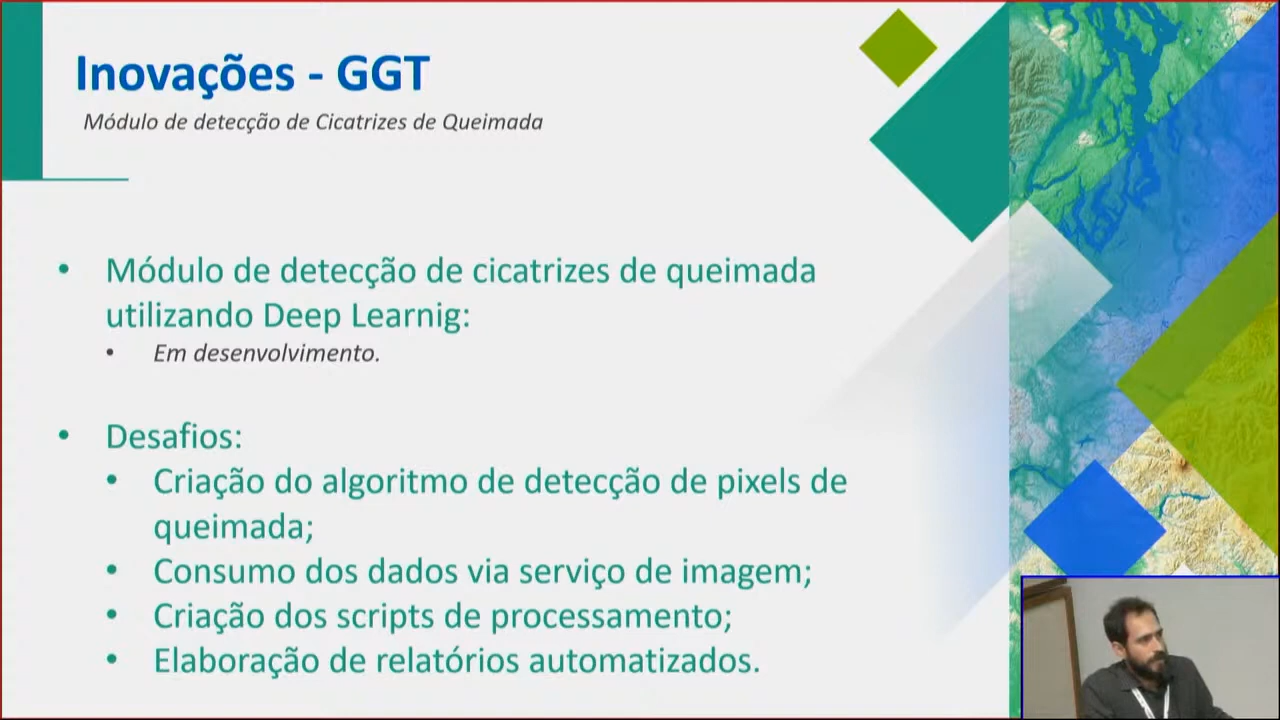 Inovações - GGT
Módulo de detecção de Cicatrizes de Queimada
• Módulo de detecção de cicatrizes de queimada
utilizando Deep Learnig:
• Em desenvolvimento.
• Desafios:
• Criação do algoritmo de detecção de pixels de
queimada;
• Consumo dos dados via serviço de imagem;
• Criação dos scripts de processamento;
• Elaboração de relatórios automatizados.